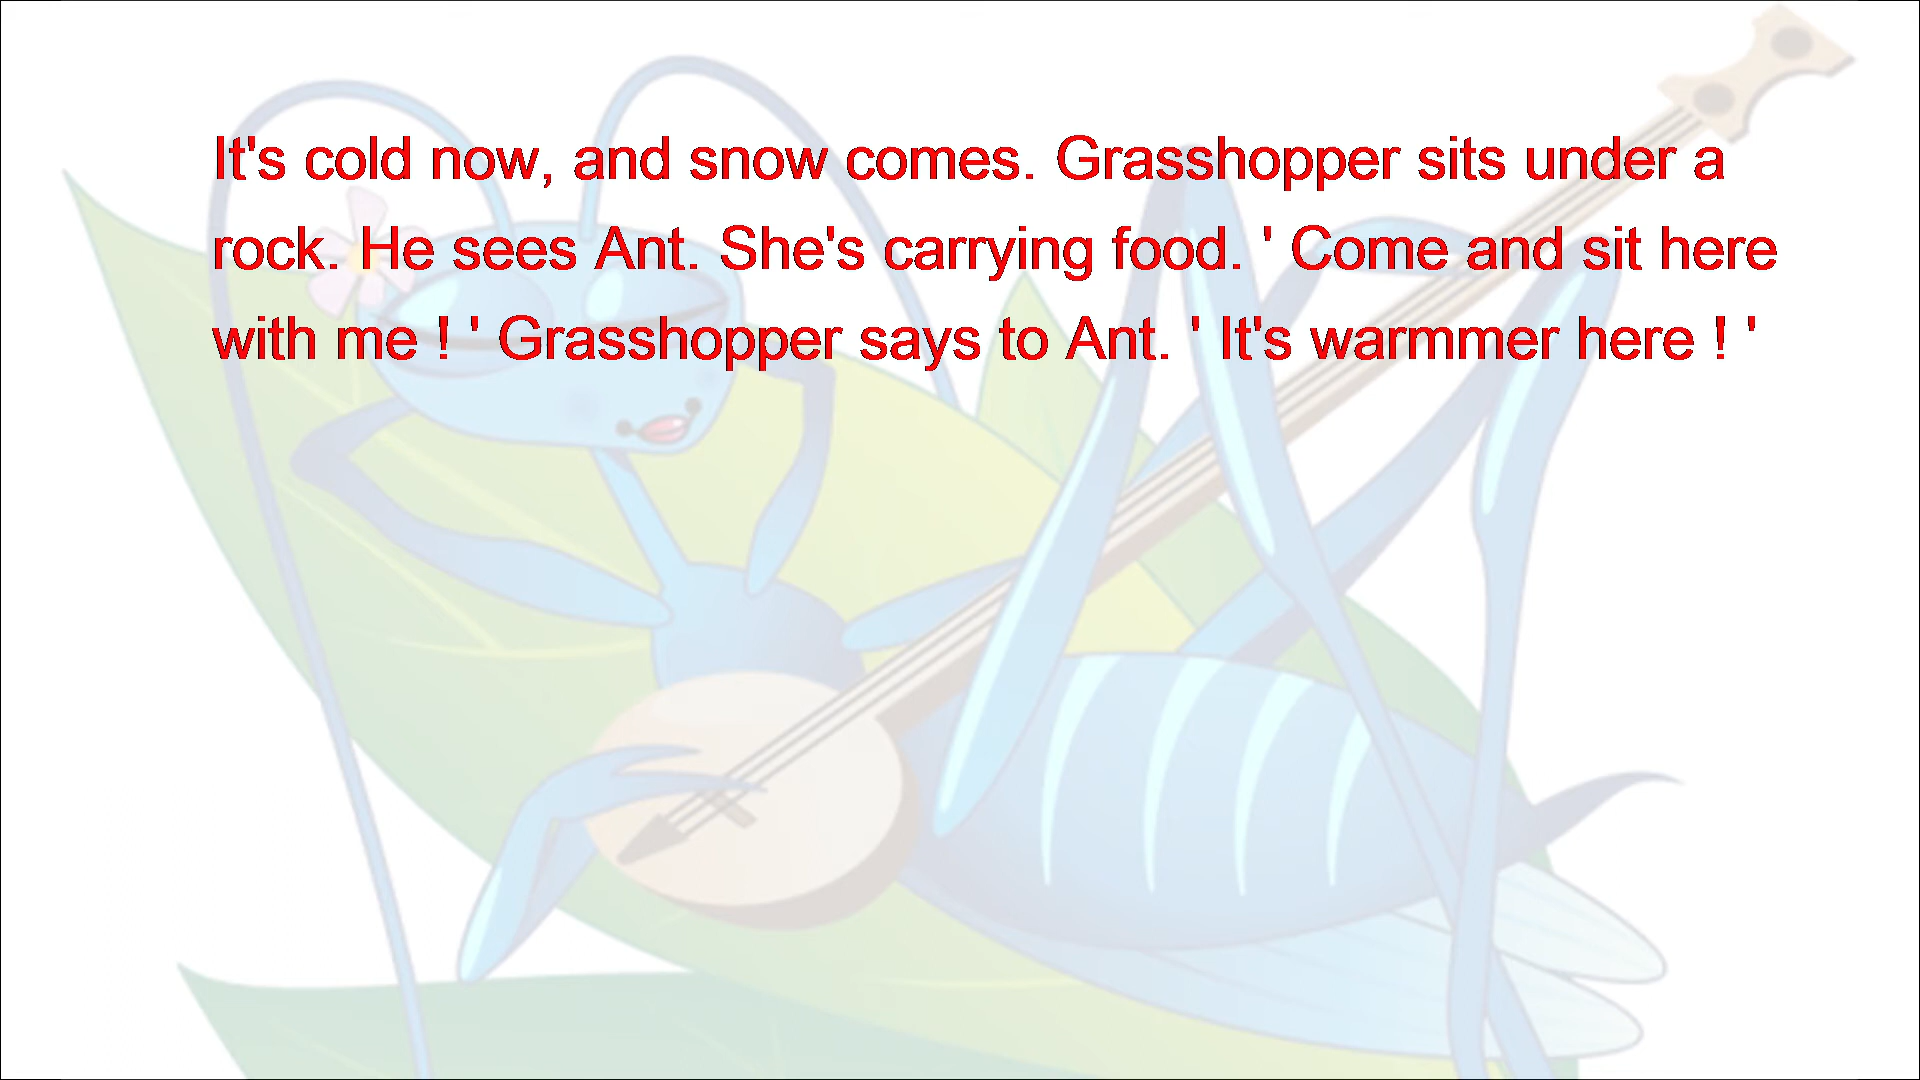 It's cold now, and snow comes. Grasshopper sits under a
rock. He sees Ant. She's carrying food. ' Come and sit here
with me ! ' Grasshopper says to Ant. ' It's warmmer here ! '